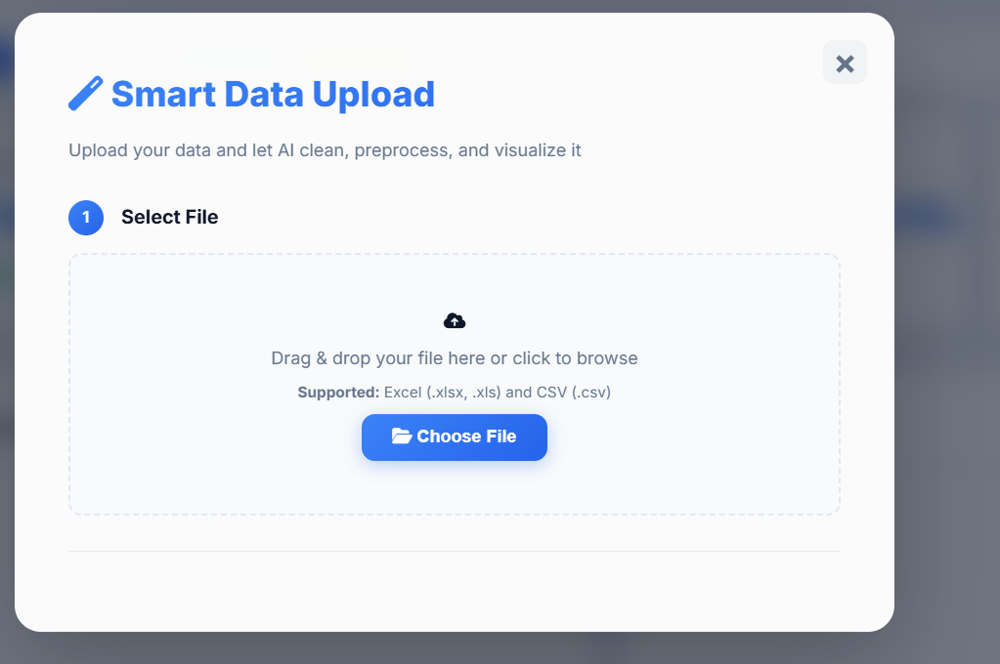 Smart Data Upload
Upload your data and let AI clean, preprocess, and visualize it
1 Select File
Drag & drop your file here or click to browse
Supported: Excel (.xlsx, .xls) and CSV (.csv)
Choose File